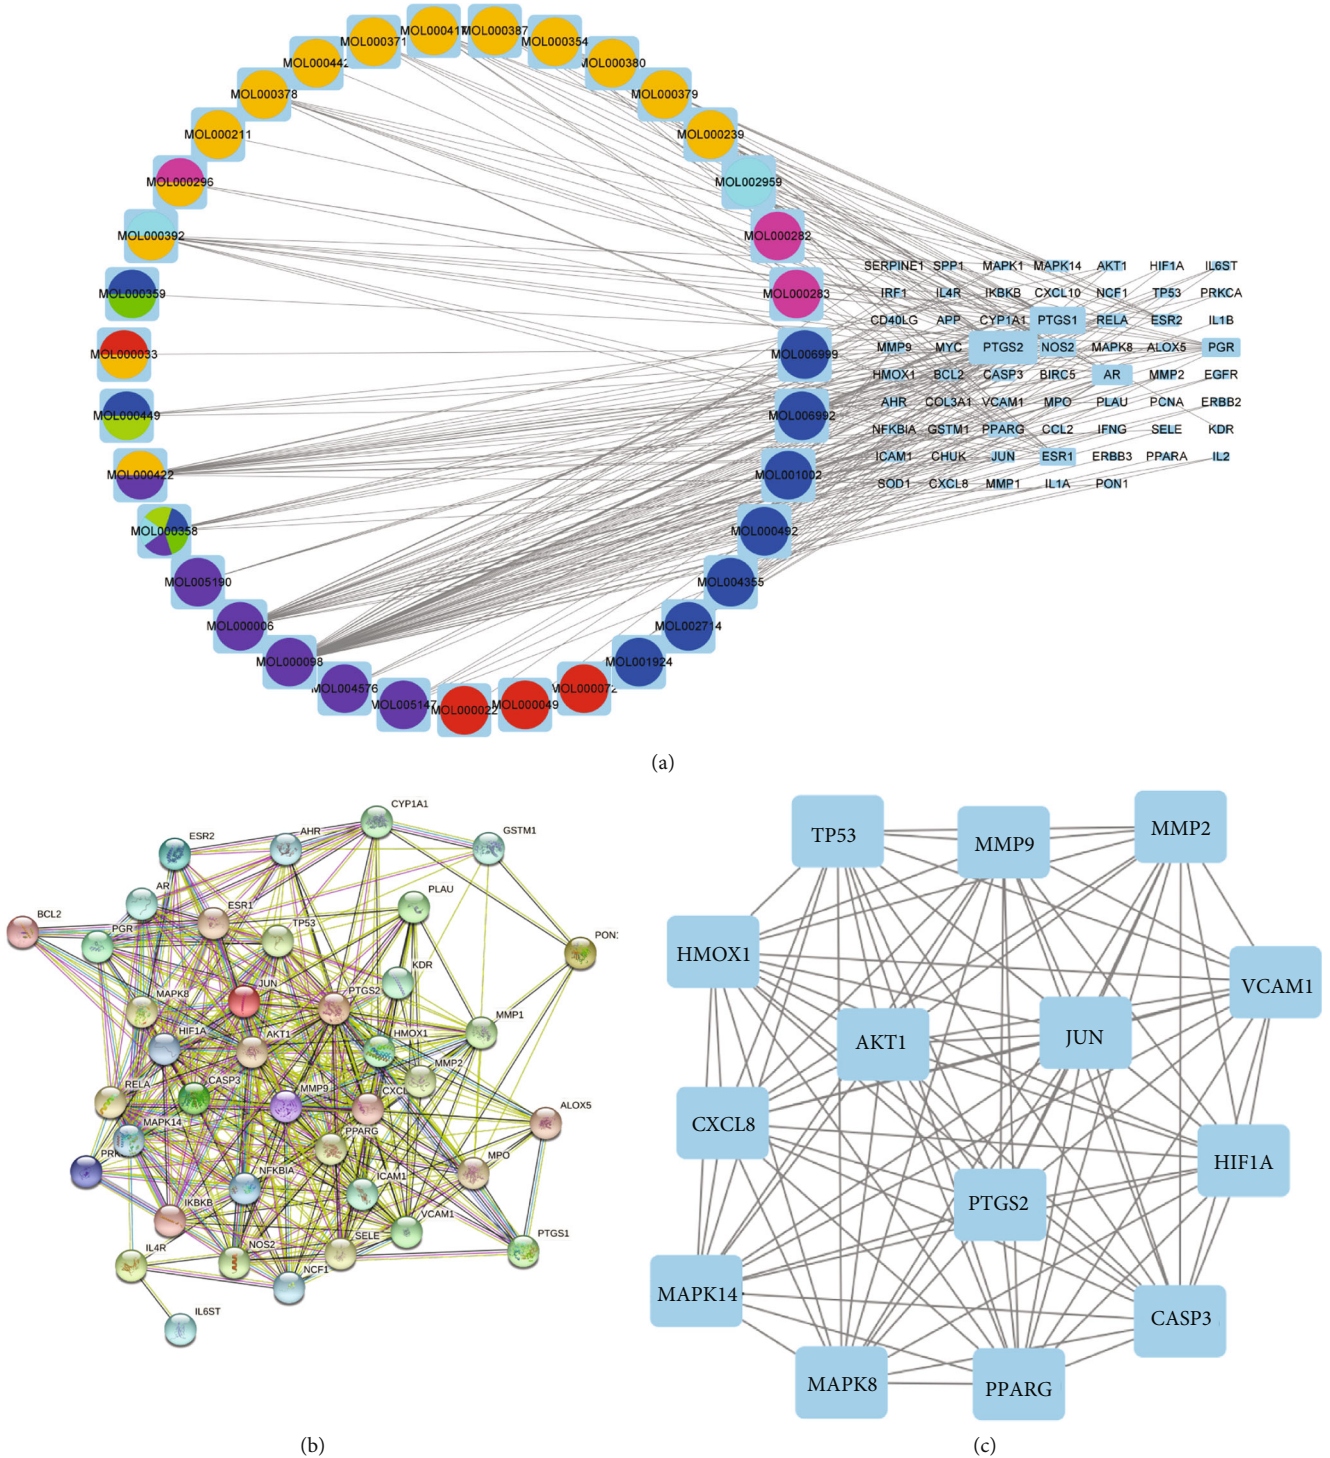 MOL000417
MOL000387
MOL000371
MOL000354
MOL000442
MOL000380
MOL000378
MOL000379
MOL000211
MOL000239
MOL000296
MOL002959
MOL000392
MOL000282
MOL000359
MOL000283
MOL000033
MOL006999
MOL000449
MOL006992
MOL000422
MOL001002
MOL000358
MOL000492
MOL005190
MOL004355
MOL000006
MOL002714
MOL000098
MOL001924
MOL004576
MOL000072
MOL005147
MOL000022
MOL000049
SERPINE1 SPP1 MAPK1 MAPK14 AKT1 HIF1A IL6ST
IRF1 IL4R IKBKB CXCL10 NCF1 TP53 PRKCA
CD40LG APP CYP1A1 PTGS1 RELA ESR2 IL1B
MMP9 MYC PTGS2 NOS2 MAPK8 ALOX5 PGR
HMOX1 BCL2 CASP3 BIRC5 AR MMP2 EGFR
AHR COL3A1 VCAM1 MPO PLAU PCNA ERBB2
NFKBIA GSTM1 PPARG CCL2 IFNG SELE KDR
ICAM1 CHUK JUN ESR1 ERBB3 PPARA IL2
SOD1 CXCL8 MMP1 IL1A PON1
(a)
CYP1A1
GSTM1
ESR2
AHR
AR
PLAU
BCL2
ESR1
PGR
TP53
PON1
KDR
JUN
PTGS2
MAPK8
MMP1
HIF1A
AKT1
HMOX1
MMP2
RELA
CASP3
MMP9
CXCL
ALOX5
MAPK14
PPARG
PRK
NFKBIA
MPO
ICAM1
IKBKB
VCAM1
IL4R
NOS2
SELE
PTGS1
NCF1
IL6ST
(b)
TP53
MMP9
MMP2
HMOX1
VCAM1
AKT1
JUN
CXCL8
HIF1A
PTGS2
MAPK14
CASP3
MAPK8
PPARG
(c)